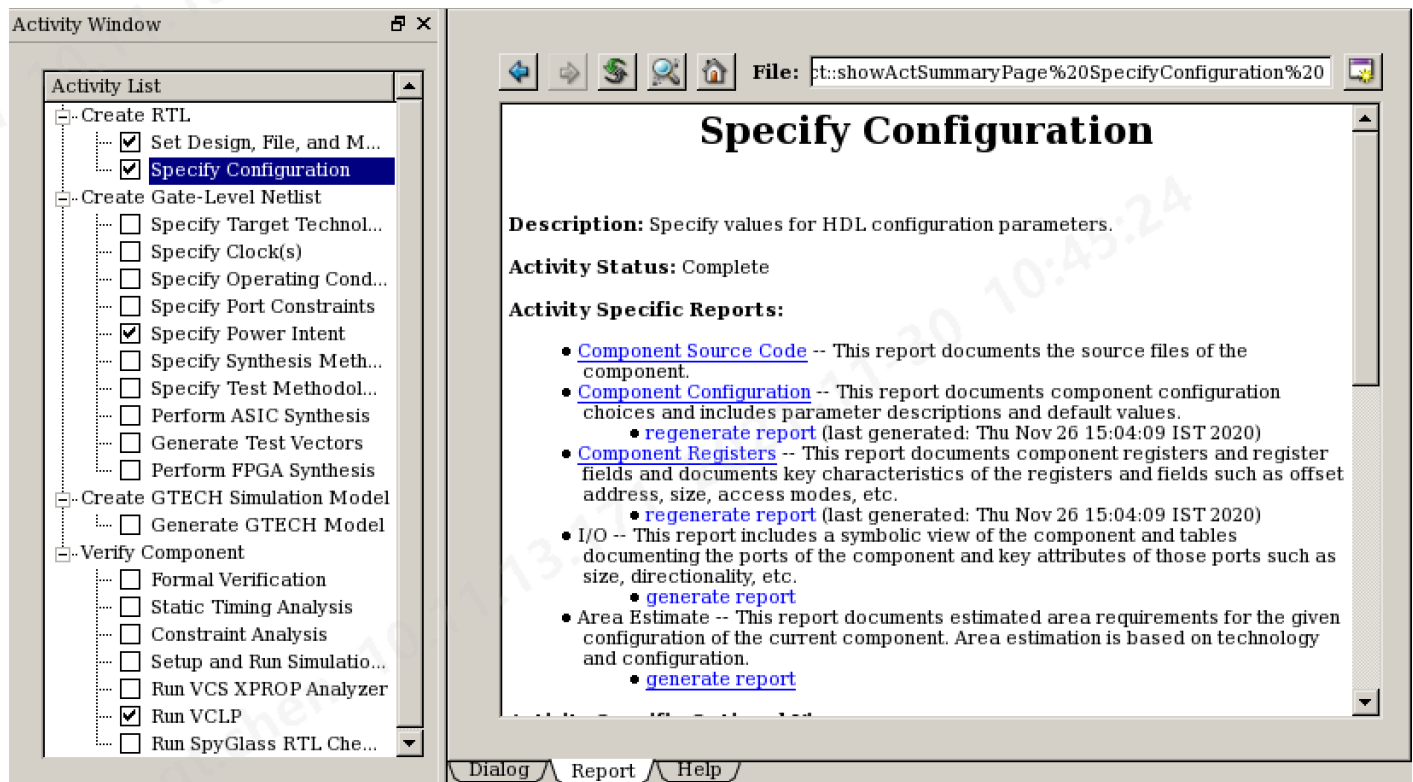 Activity Window
Activity List
Create RTL
Set Design, File, and M...
Specify Configuration
Create Gate-Level Netlist
Specify Target Technol...
Specify Clock(s)
Specify Operating Cond...
Specify Port Constraints
Specify Power Intent
Specify Synthesis Meth...
Specify Test Methodol...
Perform ASIC Synthesis
Generate Test Vectors
Perform FPGA Synthesis
Create GTECH Simulation Model
Generate GTECH Model
Verify Component
Formal Verification
Static Timing Analysis
Constraint Analysis
Setup and Run Simulatio...
Run VCS XPROP Analyzer
Run VCLP
Run SpyGlass RTL Che...
File: ct::showActSummaryPage%20SpecifyConfiguration%20
Specify Configuration
Description: Specify values for HDL configuration parameters.
Activity Status: Complete
Activity Specific Reports:
Component Source Code -- This report documents the source files of the
component.
Component Configuration -- This report documents component configuration
choices and includes parameter descriptions and default values.
regenerate report (last generated: Thu Nov 26 15:04:09 IST 2020)
Component Registers -- This report documents component registers and register
fields and documents key characteristics of the registers and fields such as offset
address, size, access modes, etc.
regenerate report (last generated: Thu Nov 26 15:04:09 IST 2020)
I/O -- This report includes a symbolic view of the component and tables
documenting the ports of the component and key attributes of those ports such as
size, directionality, etc.
generate report
Area Estimate -- This report documents estimated area requirements for the given
configuration of the current component. Area estimation is based on technology
and configuration.
generate report
Dialog Report Help